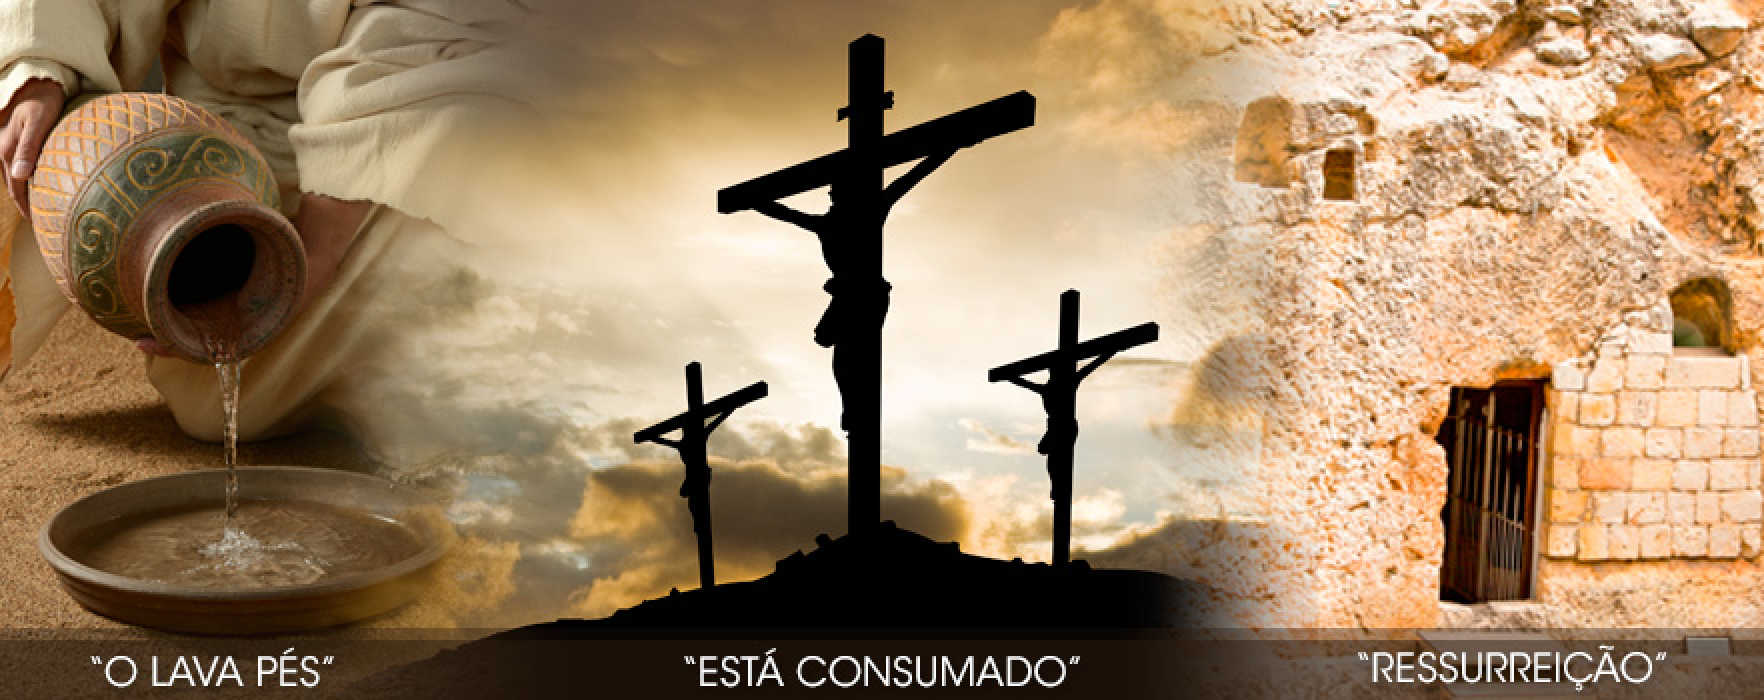 “O LAVA PÉS”
“ESTÁ CONSUMADO”
“RESSURREIÇÃO”